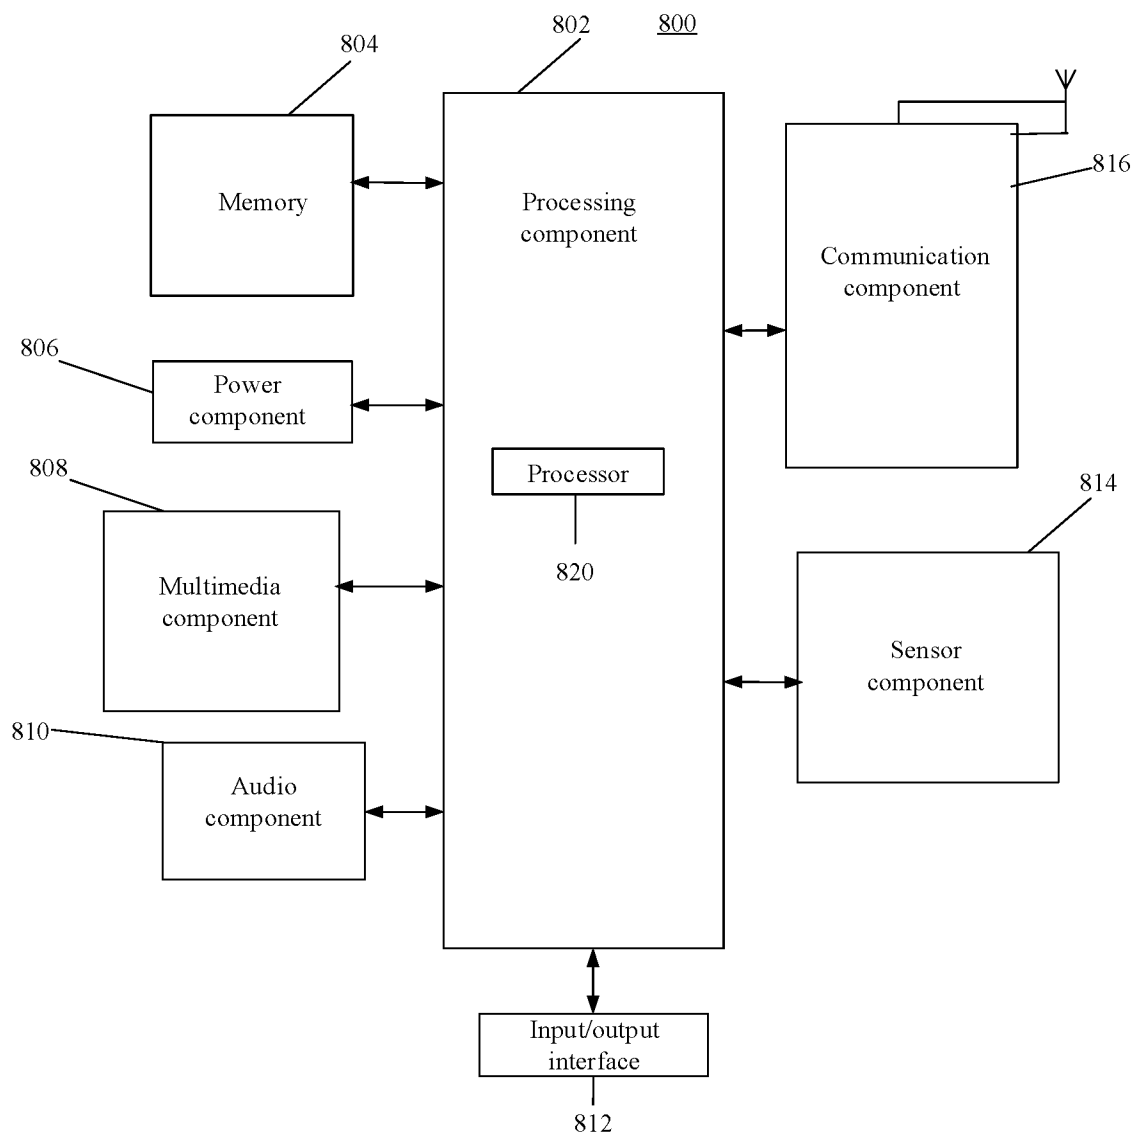 802
800
804
Memory
Processing
component
816
Communication
component
806
Power
component
808
Processor
820
814
Multimedia
component
Sensor
component
810
Audio
component
Input/output
interface
812